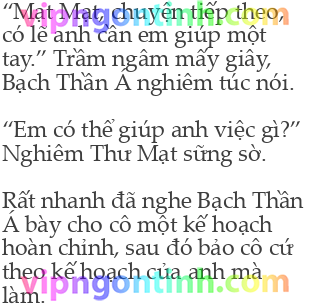 “Mạt Mạt, chuyện tiếp theo,
có lẽ anh cần em giúp một
tay.” Trầm ngâm mấy giây,
Bạch Thần Á nghiêm túc nói.
“Em có thể giúp anh việc gì?”
Nghiêm Thư Mạt sững sờ.
Rất nhanh đã nghe Bạch Thần
Á bày cho cô một kế hoạch
hoàn chỉnh, sau đó bảo cô cứ
theo kế hoạch của anh mà
làm.
vipngontinh.com
vipngontinh.com